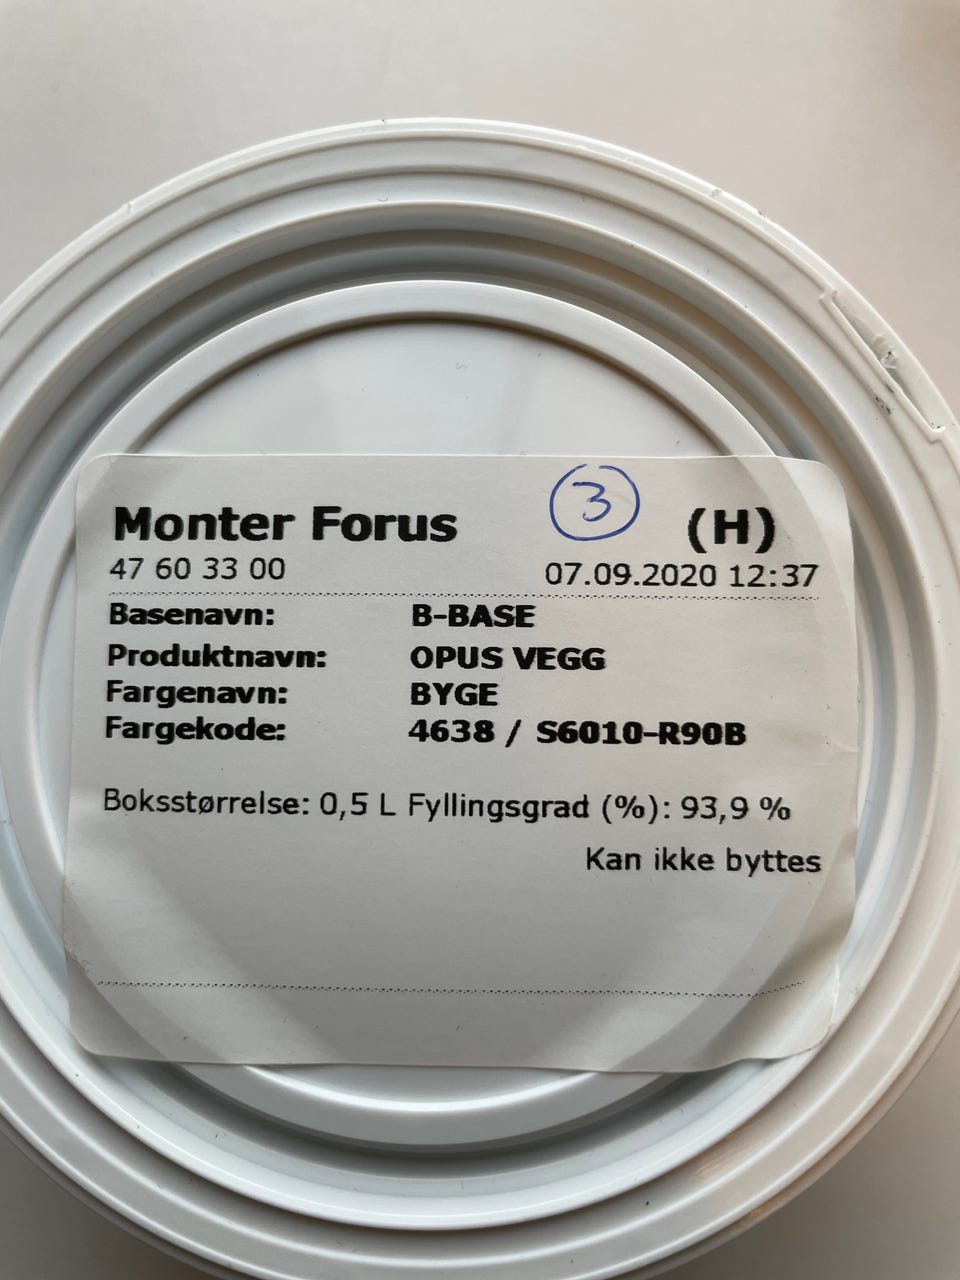 Monter Forus 3 (H)
47 60 33 00 07.09.2020 12:37
Basenavn: B-BASE
Produktnavn: OPUS VEGG
Fargenavn: BYGE
Fargekode: 4638 / S6010-R90B
Boksstørrelse: 0,5 L Fyllingsgrad (%): 93,9 %
Kan ikke byttes